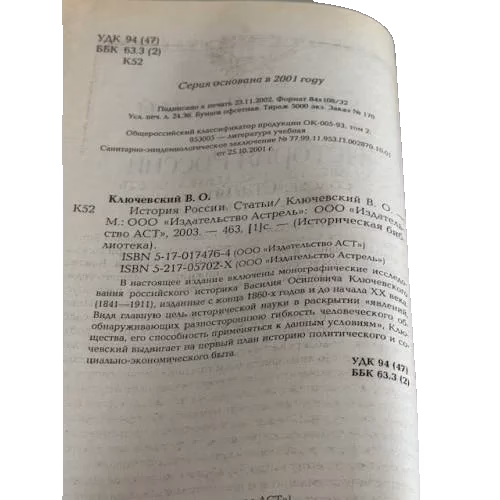 УДК 94 (47)
ББК 63.3 (2)
К52
Серия основана в 2001 году
Подписано к печать 23.11.2002. Формат 84х108/32
Усл. печ. л. 24,36. Бумага офсетная. Тираж 5000 экз. Заказ № 170
Общероссийский классификатор продукции ОК-005-93, том 2;
953005 — литература учебная
Санитарно-эпидемиологическое заключение № 77.99.11.953.П.002870.10.01
от 25.10.2001 г.
Ключевский В. О.
К52 История России. Статьи/ Ключевский В. О. —
М.: ООО «Издательство Астрель»: ООО «Издатель-
ство АСТ», 2003. — 463, [1]с. — (Историческая биб-
лиотека).
ISBN 5-17-017476-4 (ООО «Издательство АСТ»)
ISBN 5-217-05702-X (ООО «Издательство Астрель»)
В настоящее издание включены монографические исследо-
вания российского историка Василия Осиповича Ключевского
(1841—1911), изданные с конца 1860-х годов и до начала XX века.
Видя главную цель исторической науки в раскрытии «явлений,
обнаруживающих разностороннюю гибкость человеческого об-
щества, его способность применяться к данным условиям», Клю-
чевский выдвигает на первый план историю политического и со-
циально-экономического быта.
УДК 94 (47)
ББК 63.3 (2)